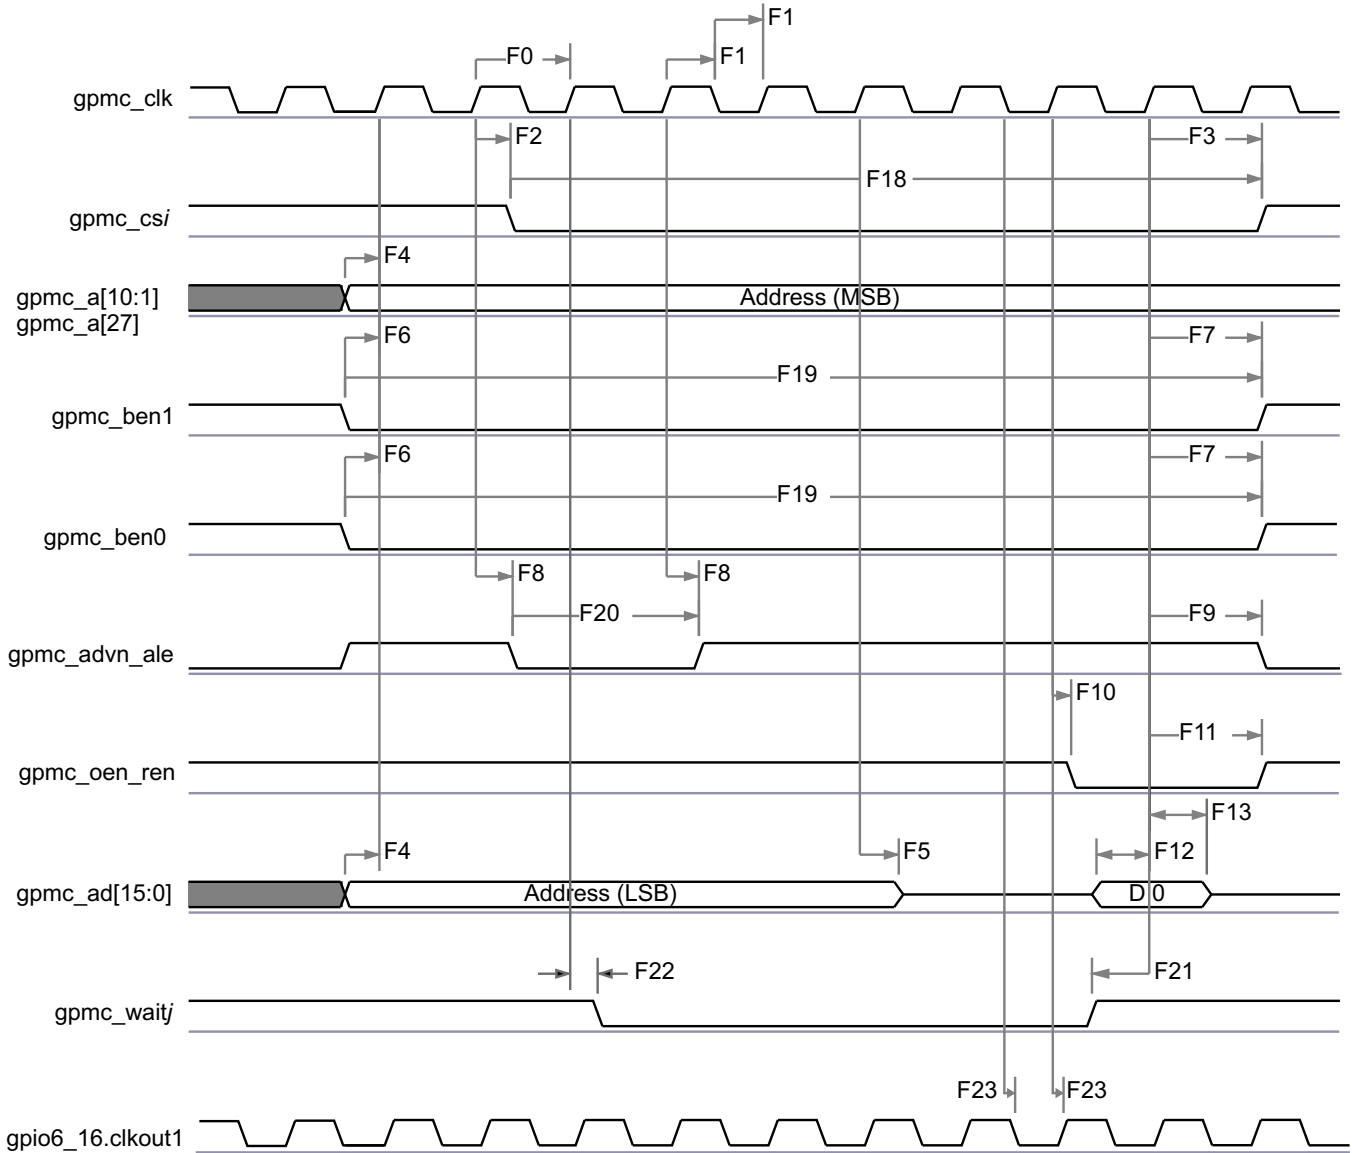 F1
F0
F1
gpmc_clk
F2
F3
F18
gpmc_csi
F4
gpmc_a[10:1]
Address (MSB)
gpmc_a[27]
F6
F7
F19
gpmc_ben1
F6
F7
F19
gpmc_ben0
F8
F8
F20
F9
gpmc_advn_ale
F10
F11
gpmc_oen_ren
F13
F4
F5
F12
gpmc_ad[15:0]
Address (LSB)
D 0
F22
F21
gpmc_waitj
F23
F23
gpio6_16.clkout1